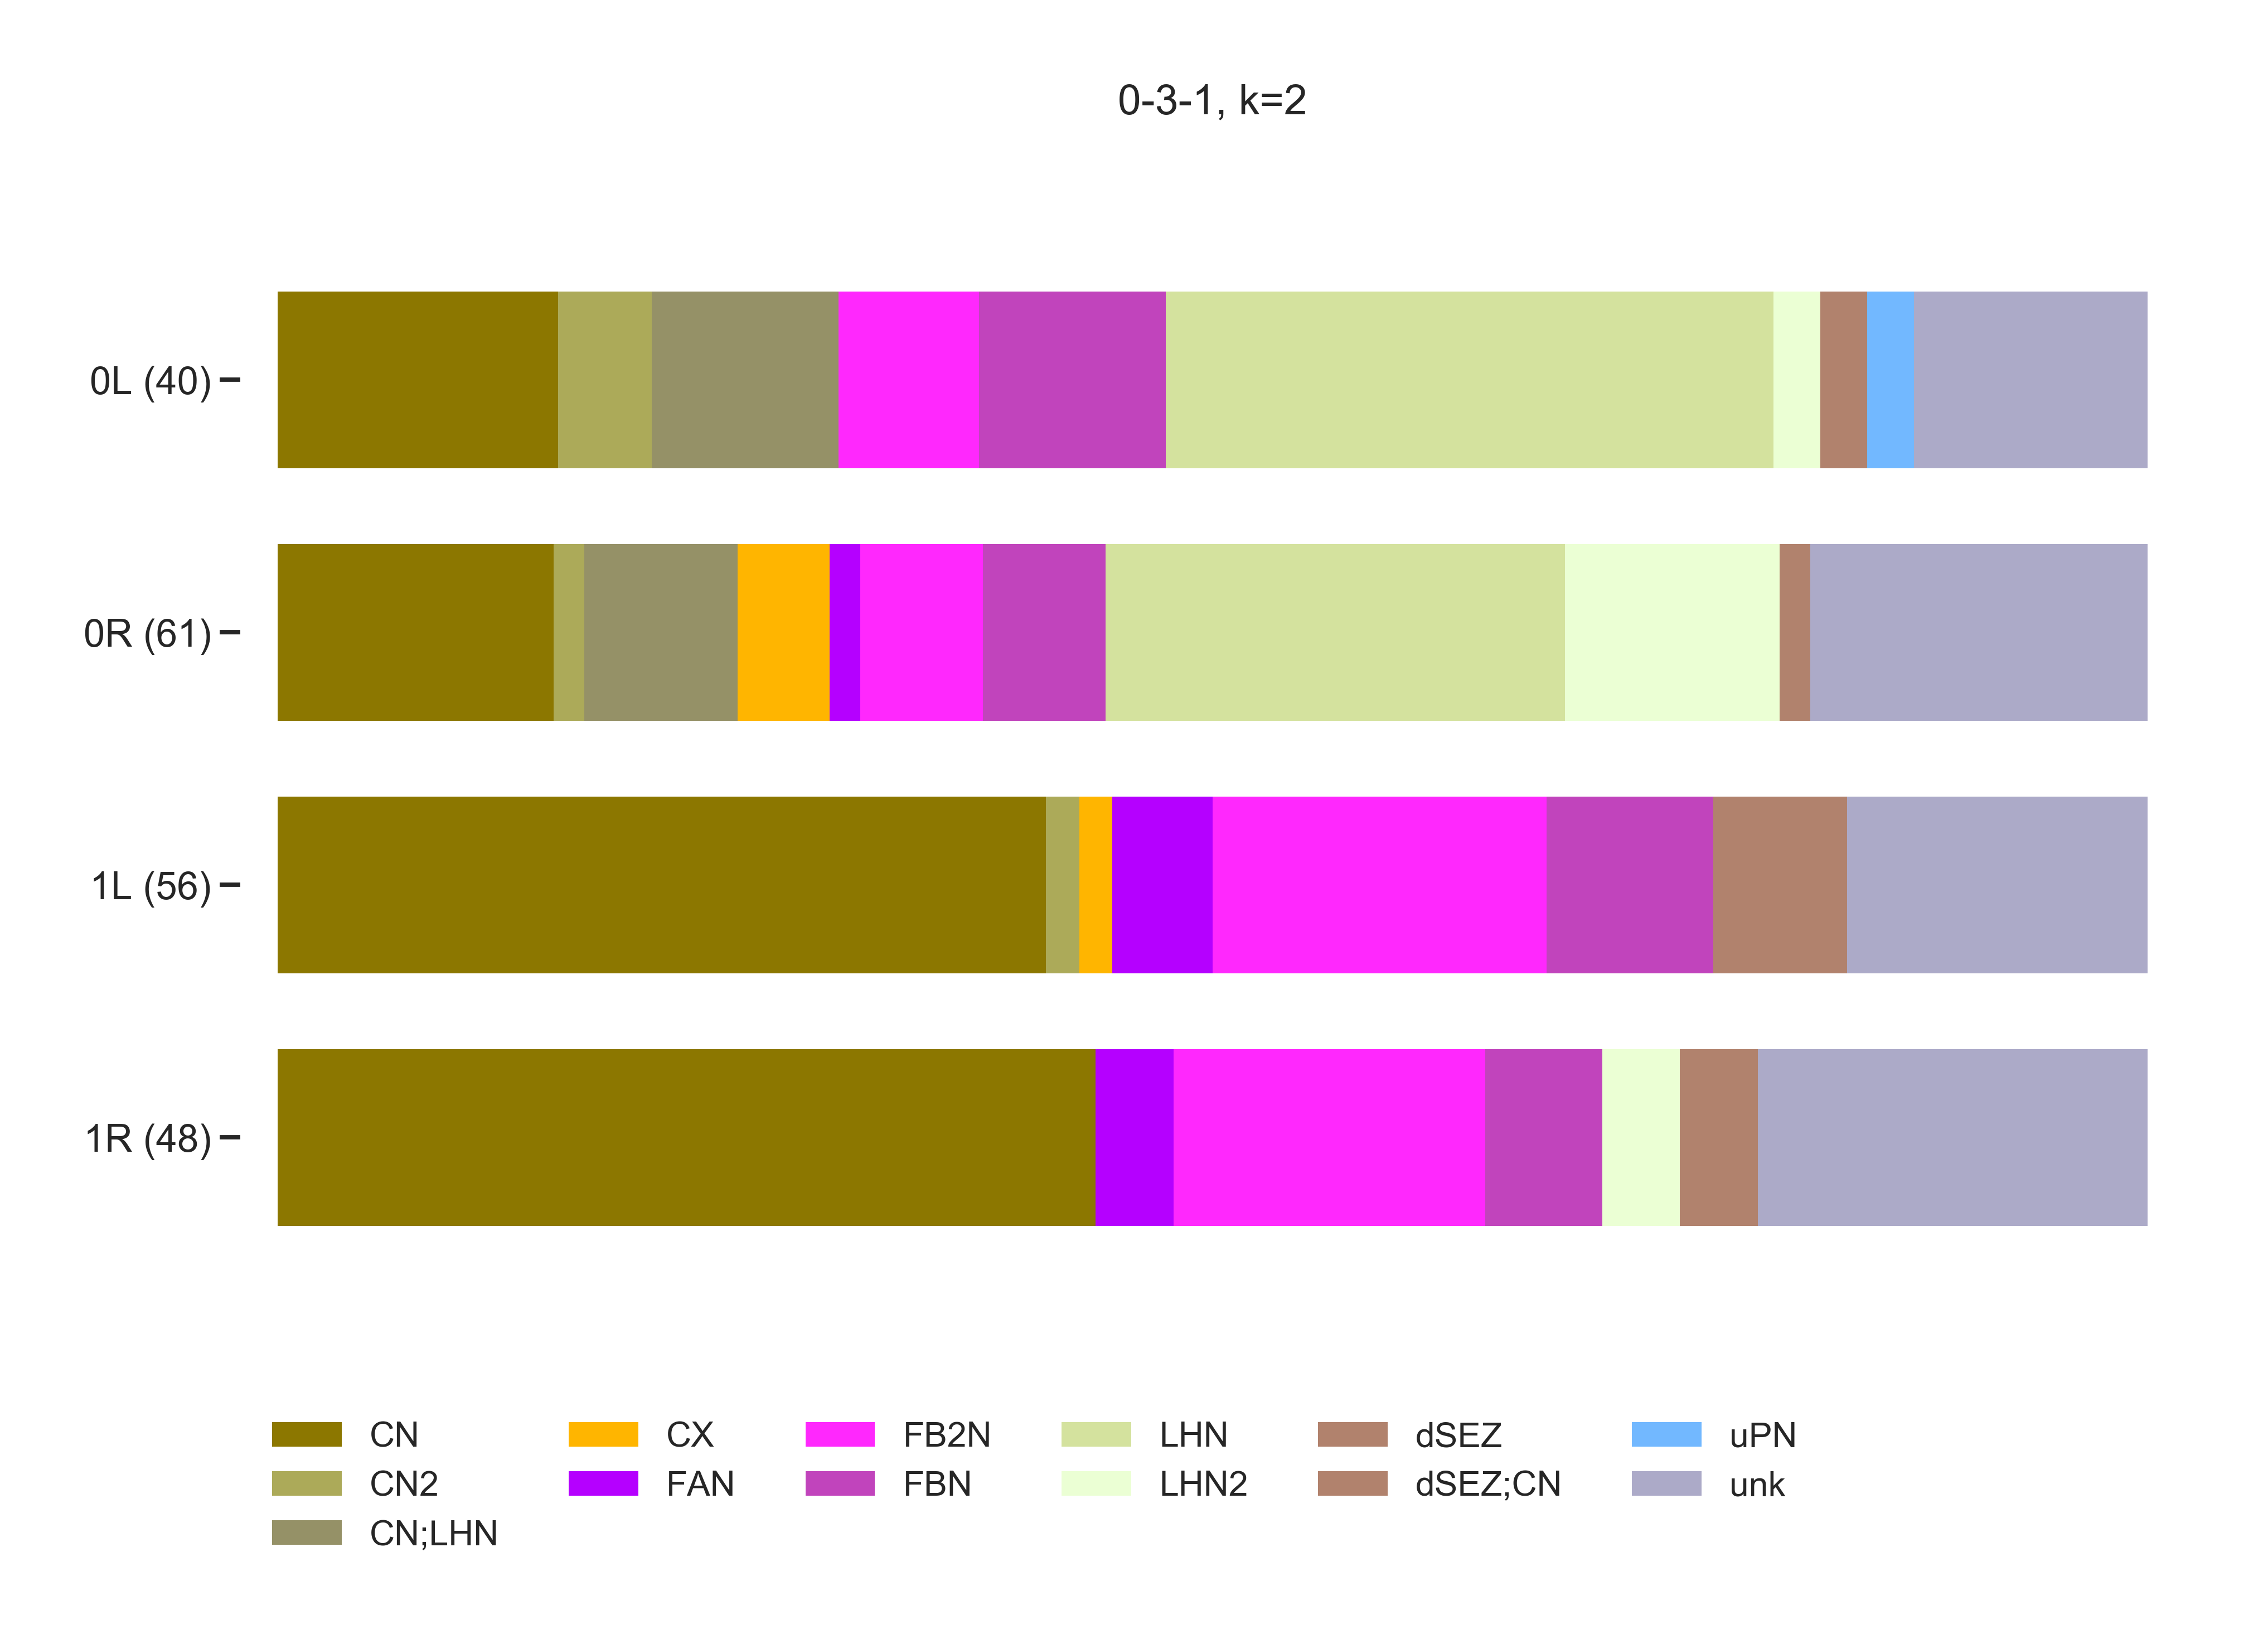 0-3-1, k=2
0L (40)
0R (61)
1L (56)
1R (48)
CN CX FB2N LHN dSEZ uPN
CN2 FAN FBN LHN2 dSEZ;CN unk
CN;LHN